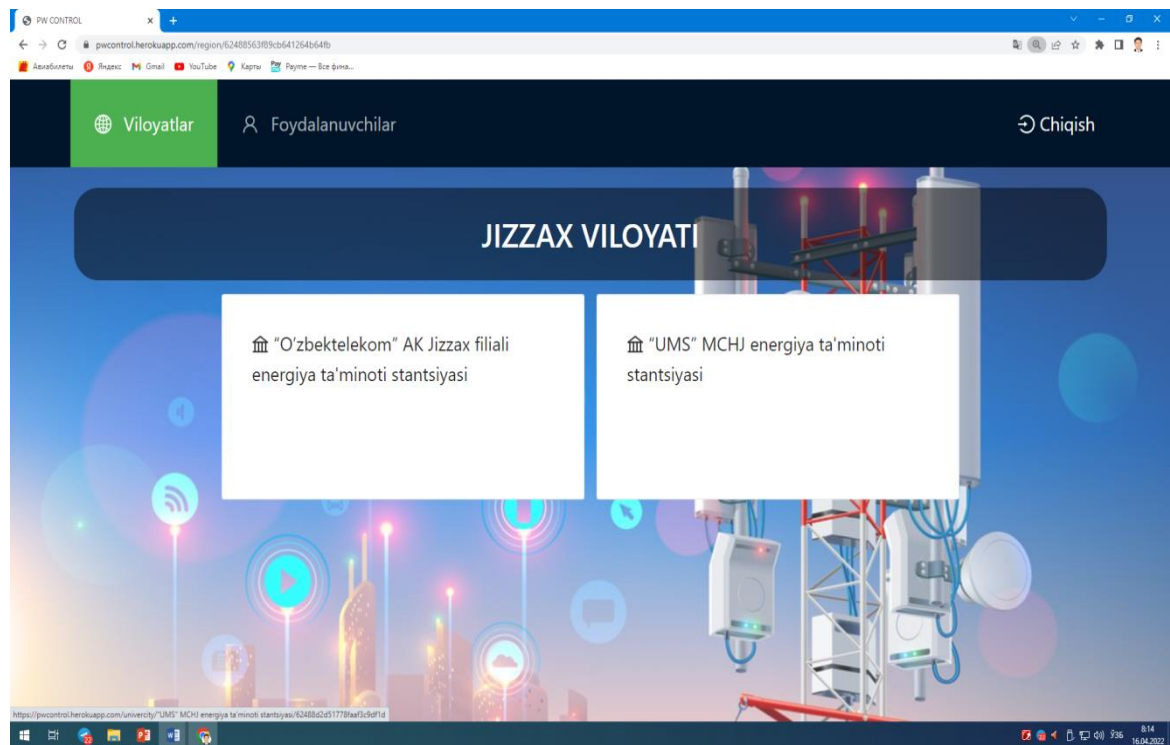 PW CONTROL
pwcontrol.herokuapp.com/region/62488563f89cb641264b64fb
Авиабилеты Яндекс Gmail YouTube Карты Payme — Все фина...
Viloyatlar Foydalanuvchilar Chiqish
JIZZAX VILOYATI
“O‘zbektelekom” AK Jizzax filiali
energiya ta'minoti stantsiyasi
“UMS” MCHJ energiya ta'minoti
stantsiyasi
https://pwcontrol.herokuapp.com/univercity/"UMS" MCHJ energiya ta'minoti stantsiyasi/62488d2d51778faaf3c9df1d
УЗБ 8:14
16.04.2022